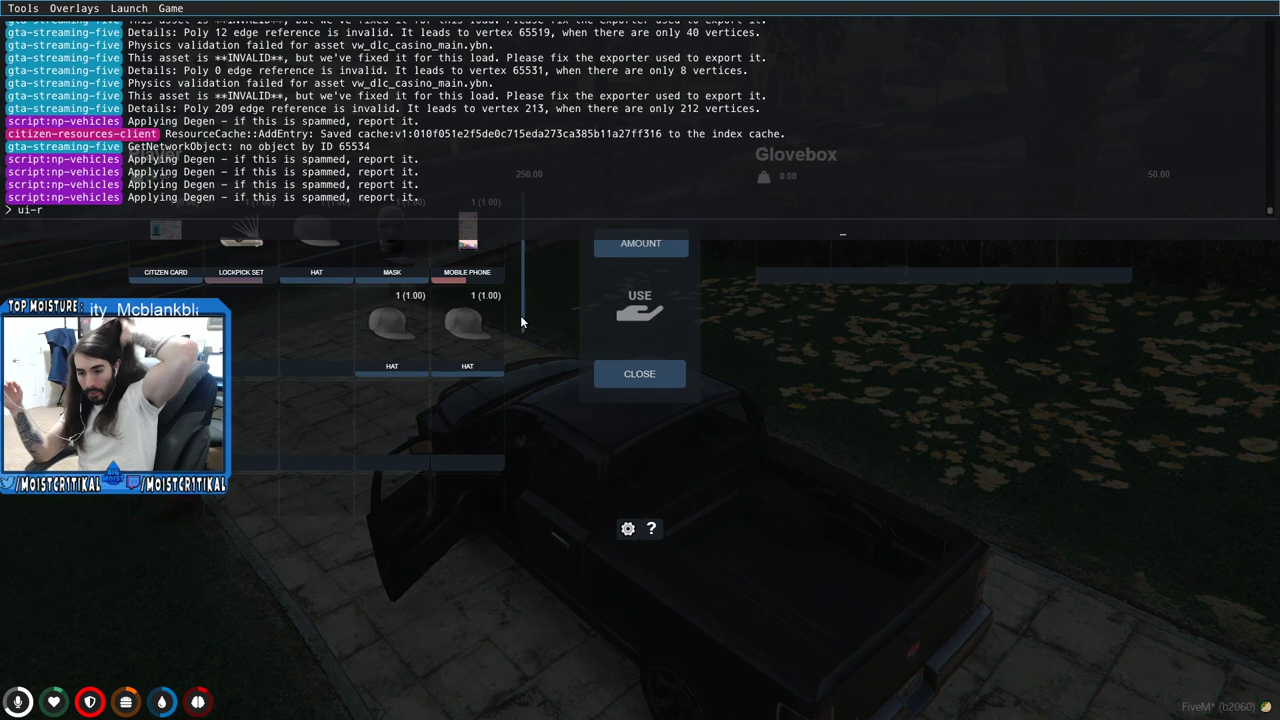 Tools Overlays Launch Game
gta-streaming-five This asset is **INVALID**, but we've fixed it for this load. Please fix the exporter used to export it.
gta-streaming-five Details: Poly 12 edge reference is invalid. It leads to vertex 65519, when there are only 40 vertices.
gta-streaming-five Physics validation failed for asset vw_dlc_casino_main.ybn.
gta-streaming-five This asset is **INVALID**, but we've fixed it for this load. Please fix the exporter used to export it.
gta-streaming-five Details: Poly 0 edge reference is invalid. It leads to vertex 65531, when there are only 8 vertices.
gta-streaming-five Physics validation failed for asset vw_dlc_casino_main.ybn.
gta-streaming-five This asset is **INVALID**, but we've fixed it for this load. Please fix the exporter used to export it.
gta-streaming-five Details: Poly 209 edge reference is invalid. It leads to vertex 213, when there are only 212 vertices.
script:np-vehicles Applying Degen - if this is spammed, report it.
citizen-resources-client ResourceCache::AddEntry: Saved cache:v1:010f051e2f5de0c715eda273ca385b11a27ff316 to the index cache.
gta-streaming-five GetNetworkObject: no object by ID 65534
script:np-vehicles Applying Degen - if this is spammed, report it.
script:np-vehicles Applying Degen - if this is spammed, report it.
script:np-vehicles Applying Degen - if this is spammed, report it.
script:np-vehicles Applying Degen - if this is spammed, report it.
> ui-r
250.00
Glovebox
0.00
50.00
1 (1.00)
CITIZEN CARD
LOCKPICK SET
HAT
MASK
MOBILE PHONE
1 (1.00)
1 (1.00)
HAT
HAT
AMOUNT
USE
CLOSE
?
TOP MOISTURE: ity_Mcblankbl
/MOISTCR1TIKAL
/MOISTCR1TIKAL
FiveM* (b2060)